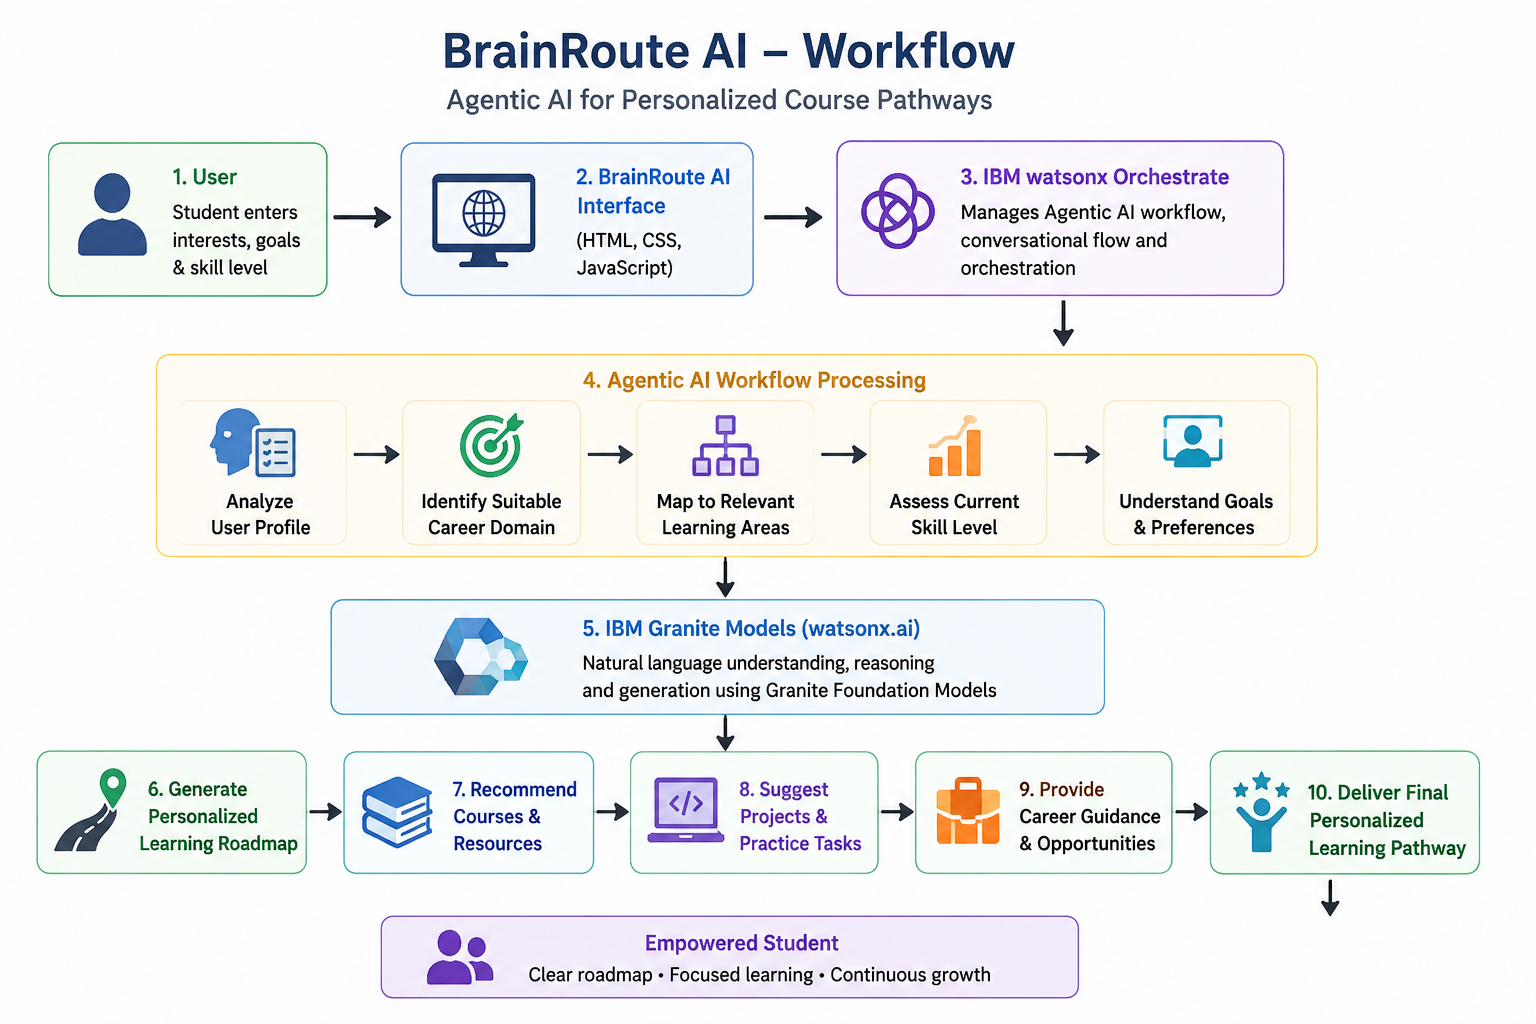 BrainRoute AI – Workflow
Agentic AI for Personalized Course Pathways
1. User
Student enters
interests, goals
& skill level
2. BrainRoute AI
Interface
(HTML, CSS,
JavaScript)
3. IBM watsonx Orchestrate
Manages Agentic AI workflow,
conversational flow and
orchestration
4. Agentic AI Workflow Processing
Analyze
User Profile
Identify Suitable
Career Domain
Map to Relevant
Learning Areas
Assess Current
Skill Level
Understand Goals
& Preferences
5. IBM Granite Models (watsonx.ai)
Natural language understanding, reasoning
and generation using Granite Foundation Models
6. Generate
Personalized
Learning Roadmap
7. Recommend
Courses &
Resources
</>
8. Suggest
Projects &
Practice Tasks
9. Provide
Career Guidance
& Opportunities
10. Deliver Final
Personalized
Learning Pathway
Empowered Student
Clear roadmap • Focused learning • Continuous growth